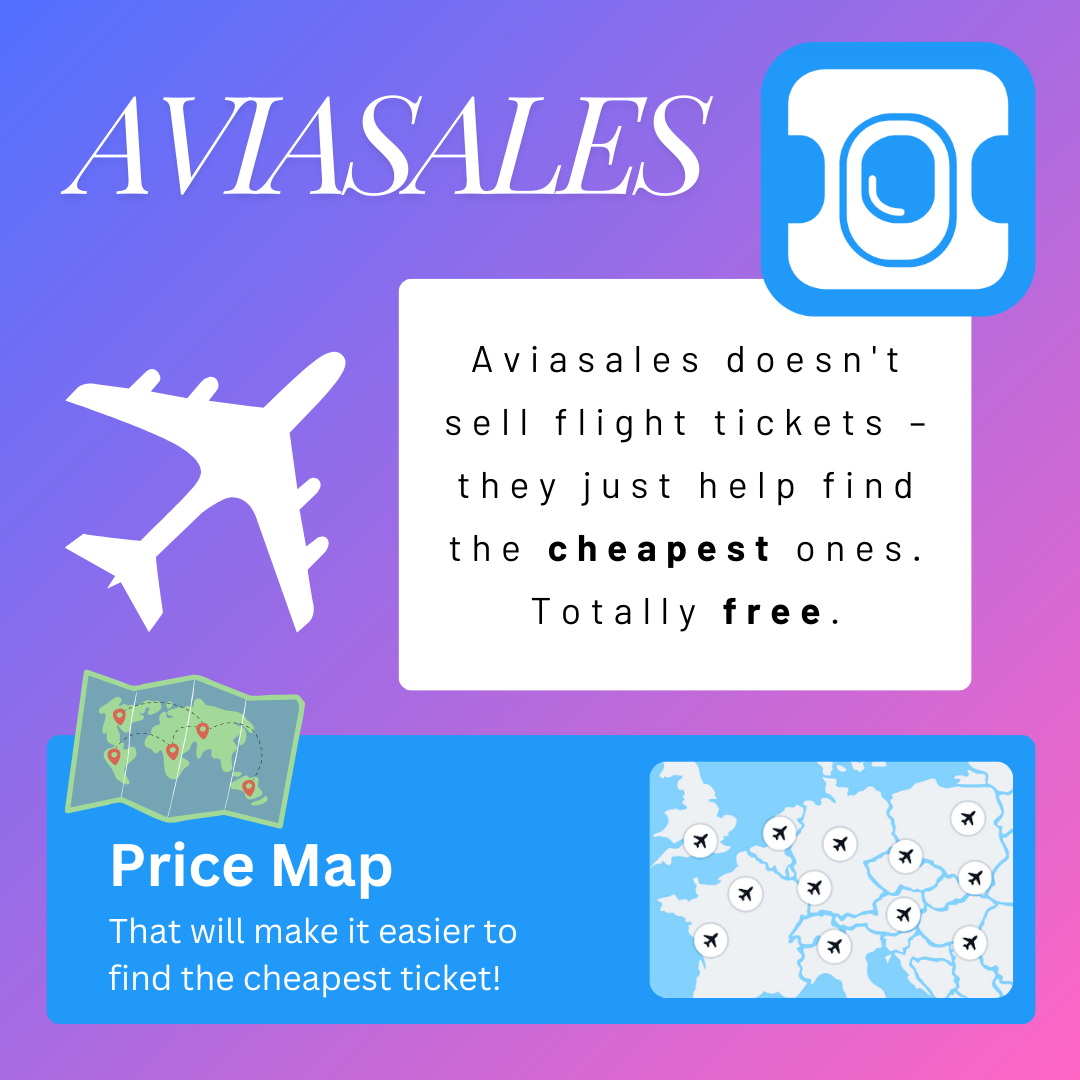 AVIASALES
Aviasales doesn't
sell flight tickets –
they just help find
the cheapest ones.
Totally free.
Price Map
That will make it easier to
find the cheapest ticket!